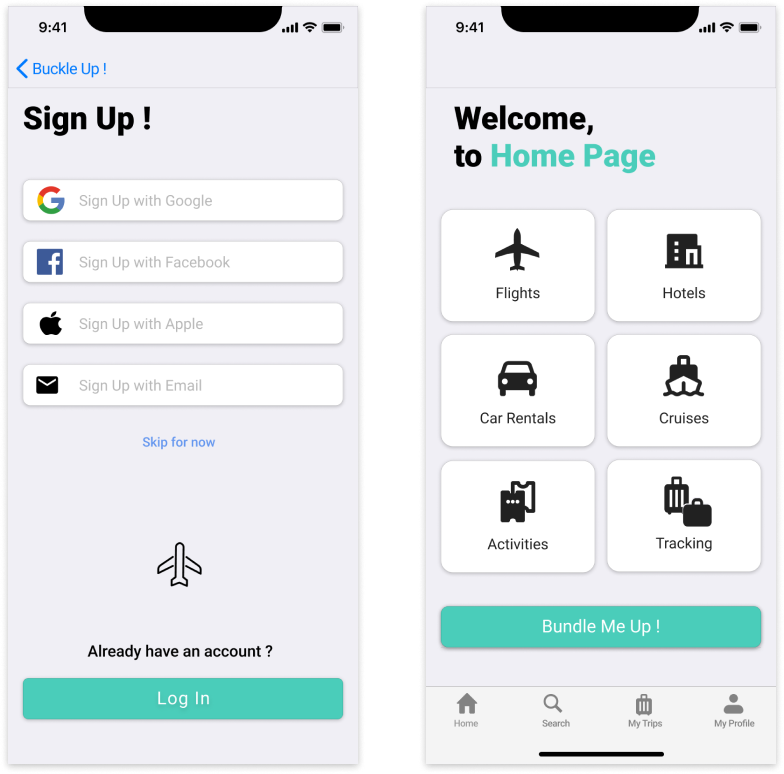 9:41
Buckle Up !
Sign Up !
Sign Up with Google
Sign Up with Facebook
Sign Up with Apple
Sign Up with Email
Skip for now
Already have an account ?
Log In
9:41
Welcome,
to Home Page
Flights
Hotels
Car Rentals
Cruises
Activities
Tracking
Bundle Me Up !
Home
Search
My Trips
My Profile